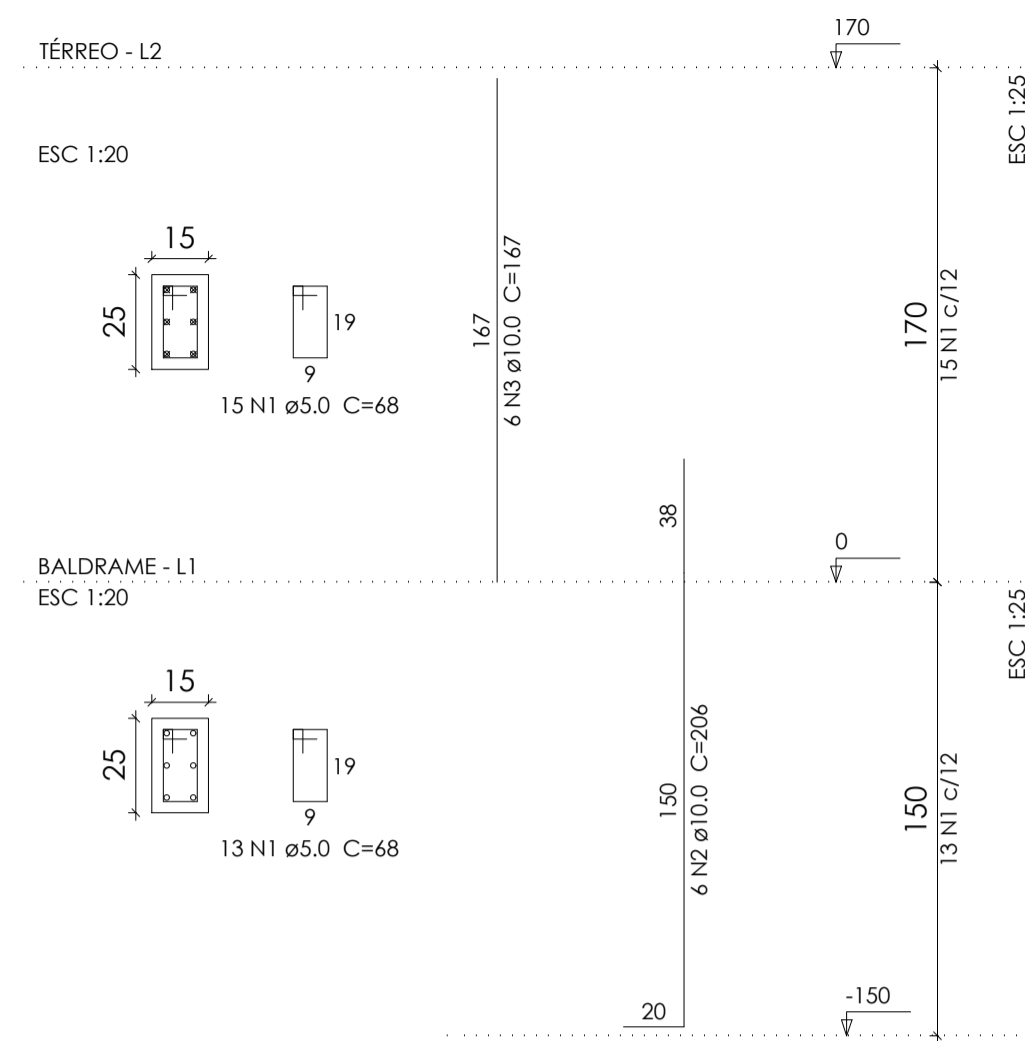 170
TÉRREO - L2
ESC 1:25
ESC 1:20
15
25
19
9
15 N1 ø5.0 C=68
167
6 N3 ø10.0 C=167
170
15 N1 c/12
38
0
BALDRAME - L1
ESC 1:20
ESC 1:25
15
25
19
9
13 N1 ø5.0 C=68
150
6 N2 ø10.0 C=206
150
13 N1 c/12
20
-150